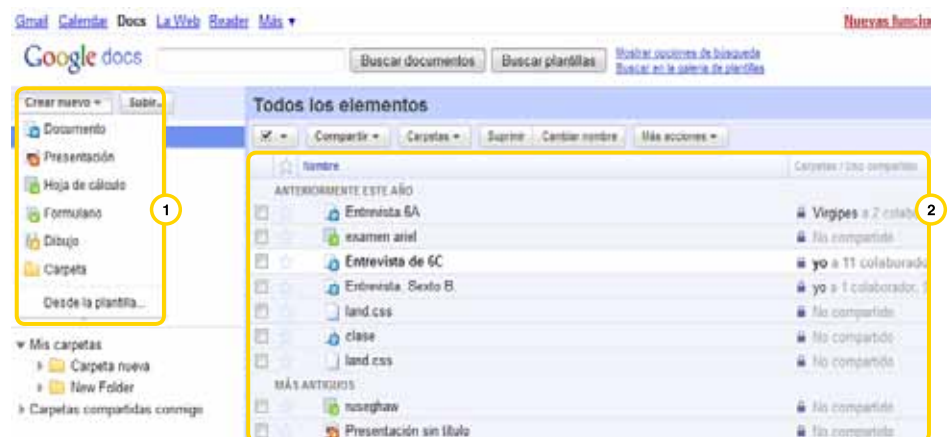 Gmail Calendar Docs La Web Reader Más ▾ Nuevas funcio
Google docs Buscar documentos Buscar plantillas Mostrar opciones de búsqueda
Buscar en la galería de plantillas
Crear nuevo Subir...
Todos los elementos
Documento
Compartir Carpetas Suprimir Cambiar nombre Más acciones
Presentación
Nombre Carpetas / Uso compartido
Hoja de cálculo
ANTERIORMENTE ESTE AÑO
Formulario 1
Entrevista 6A Virgipes a 2 colab 2
Dibujo
examen ariel No compartido
Carpeta
Entrevista de 6C yo a 11 colaborado
Entrevista Sexto B yo a 1 colaborador,
Desde la plantilla...
land.css No compartido
Mis carpetas
clase No compartido
Carpeta nueva
land.css No compartido
New Folder
MÁS ANTIGUOS
Carpetas compartidas conmigo
ruseghaw No compartido
Presentación sin título No compartido